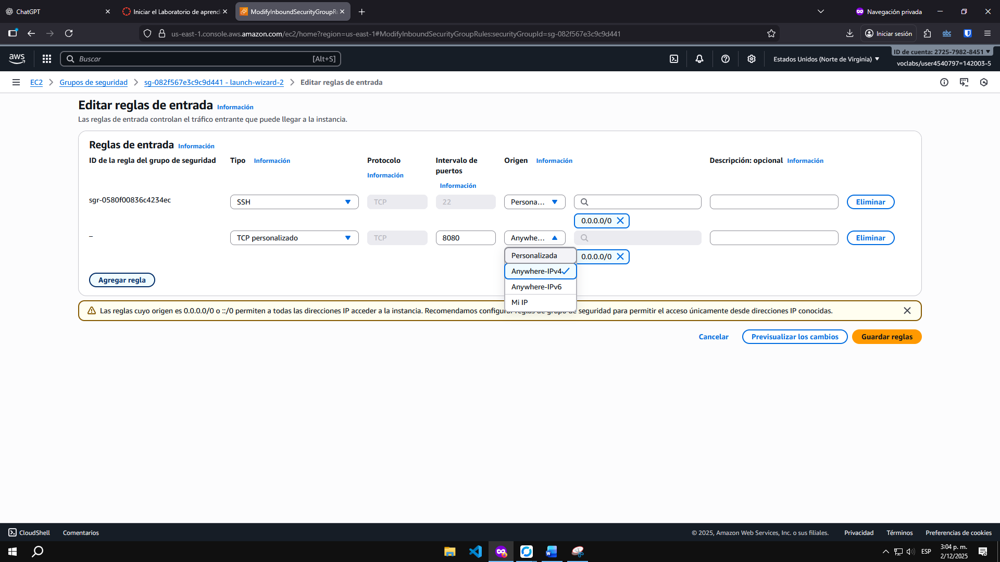 ChatGPT
Iniciar el Laboratorio de aprend
ModifyInboundSecurityGroupR
Navegación privada
us-east-1.console.aws.amazon.com/ec2/home?region=us-east-1#ModifyInboundSecurityGroupRules:securityGroupId=sg-082f567e3c9c9d441
Iniciar sesión
abc
aws
Buscar
[Alt+S]
Estados Unidos (Norte de Virginia)
ID de cuenta: 2725-7982-8451
voclabs/user4540797=142003-5
EC2
Grupos de seguridad
sg-082f567e3c9c9d441 - launch-wizard-2
Editar reglas de entrada
Editar reglas de entrada Información
Las reglas de entrada controlan el tráfico entrante que puede llegar a la instancia.
Reglas de entrada Información
ID de la regla del grupo de seguridad
Tipo Información
Protocolo
Información
Intervalo de
puertos
Información
Origen Información
Descripción: opcional Información
sgr-0580f00836c4234ec
SSH
TCP
22
Persona...
Eliminar
0.0.0.0/0
–
TCP personalizado
TCP
8080
Anywhe...
Eliminar
0.0.0.0/0
Personalizada
Anywhere-IPv4
Anywhere-IPv6
Mi IP
Agregar regla
Las reglas cuyo origen es 0.0.0.0/0 o ::/0 permiten a todas las direcciones IP acceder a la instancia. Recomendamos configurar reglas de grupo de seguridad para permitir el acceso únicamente desde direcciones IP conocidas.
Cancelar
Previsualizar los cambios
Guardar reglas
CloudShell
Comentarios
© 2025, Amazon Web Services, Inc. o sus filiales.
Privacidad
Términos
Preferencias de cookies
ESP
3:04 p. m.
2/12/2025